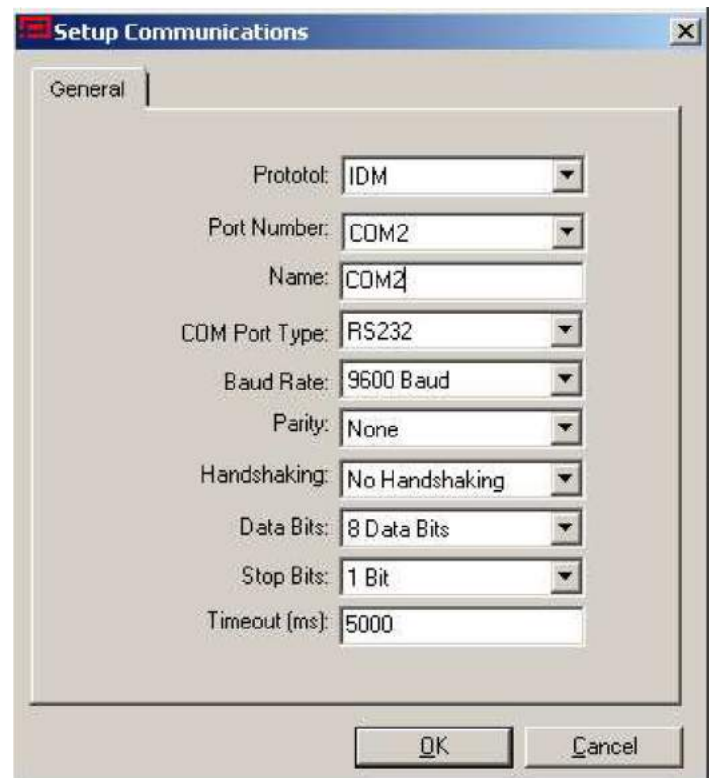 Setup Communications
General
Prototol: IDM
Port Number: COM2
Name: COM2
COM Port Type: RS232
Baud Rate: 9600 Baud
Parity: None
Handshaking: No Handshaking
Data Bits: 8 Data Bits
Stop Bits: 1 Bit
Timeout (ms): 5000
OK Cancel